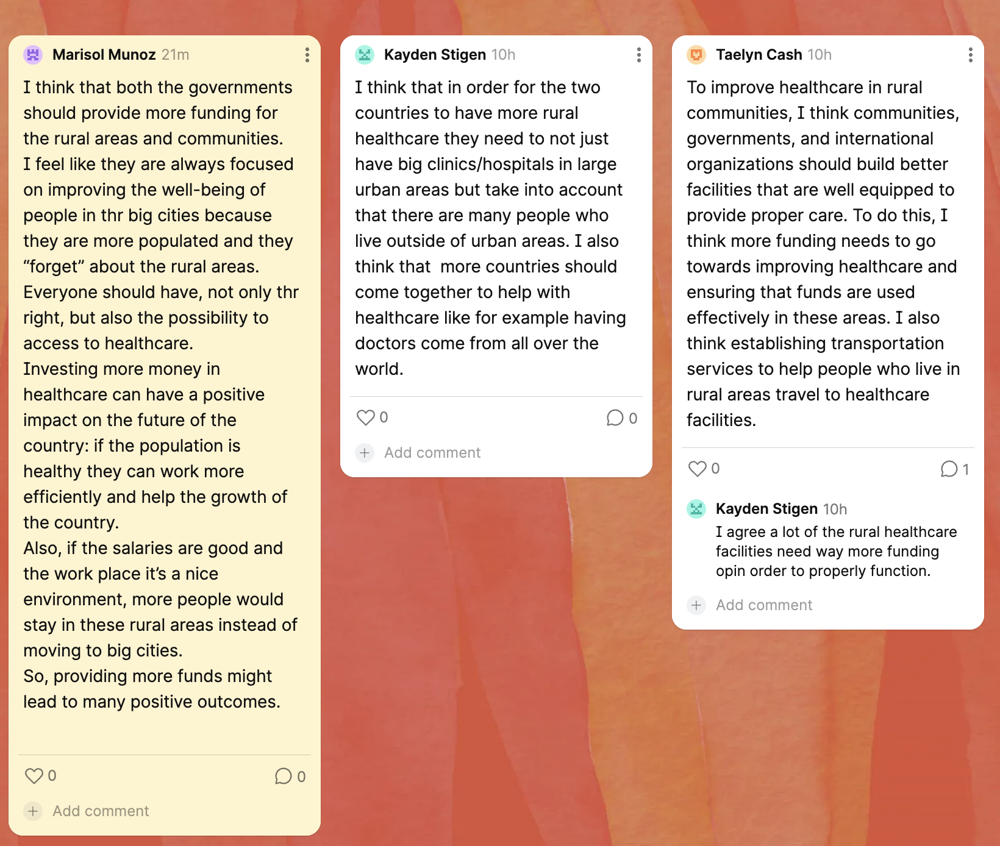 Marisol Munoz 21m
I think that both the governments
should provide more funding for
the rural areas and communities.
I feel like they are always focused
on improving the well-being of
people in thr big cities because
they are more populated and they
“forget” about the rural areas.
Everyone should have, not only thr
right, but also the possibility to
access to healthcare.
Investing more money in
healthcare can have a positive
impact on the future of the
country: if the population is
healthy they can work more
efficiently and help the growth of
the country.
Also, if the salaries are good and
the work place it’s a nice
environment, more people would
stay in these rural areas instead of
moving to big cities.
So, providing more funds might
lead to many positive outcomes.
0 0
Add comment
Kayden Stigen 10h
I think that in order for the two
countries to have more rural
healthcare they need to not just
have big clinics/hospitals in large
urban areas but take into account
that there are many people who
live outside of urban areas. I also
think that  more countries should
come together to help with
healthcare like for example having
doctors come from all over the
world.
0 0
Add comment
Taelyn Cash 10h
To improve healthcare in rural
communities, I think communities,
governments, and international
organizations should build better
facilities that are well equipped to
provide proper care. To do this, I
think more funding needs to go
towards improving healthcare and
ensuring that funds are used
effectively in these areas. I also
think establishing transportation
services to help people who live in
rural areas travel to healthcare
facilities.
0 1
Kayden Stigen 10h
I agree a lot of the rural healthcare
facilities need way more funding
opin order to properly function.
Add comment